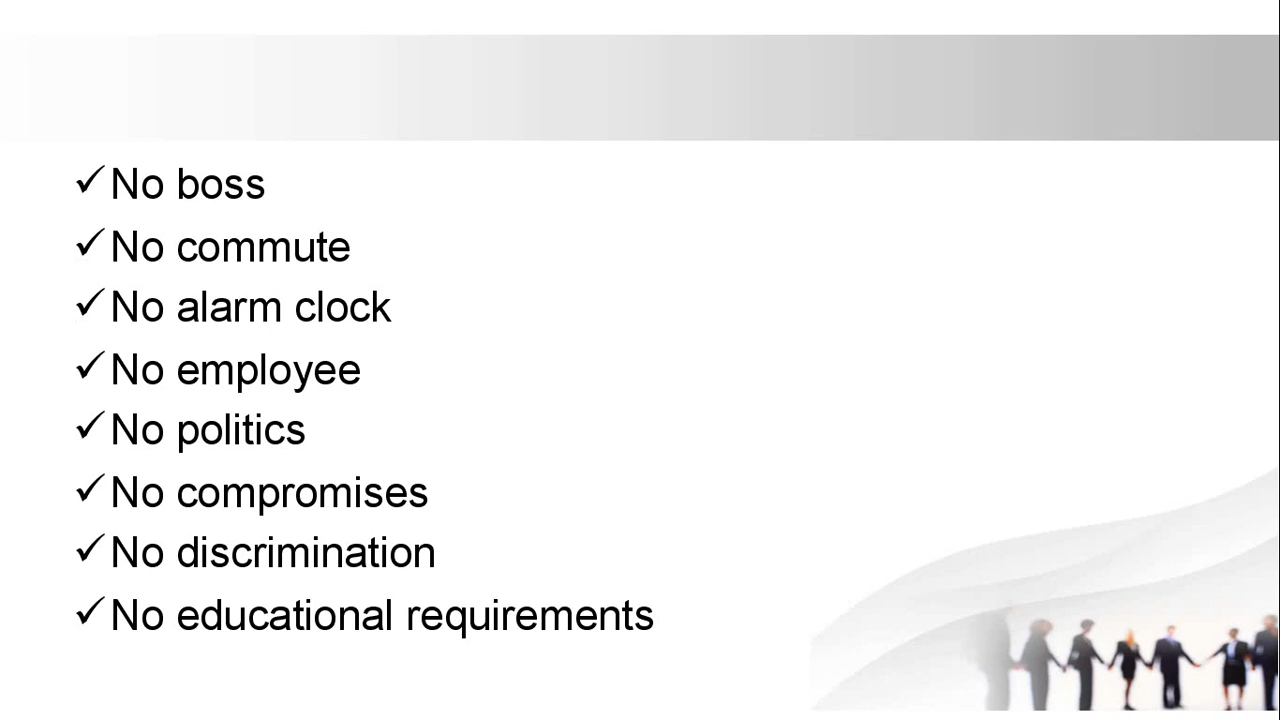 ✓No boss
✓No commute
✓No alarm clock
✓No employee
✓No politics
✓No compromises
✓No discrimination
✓No educational requirements